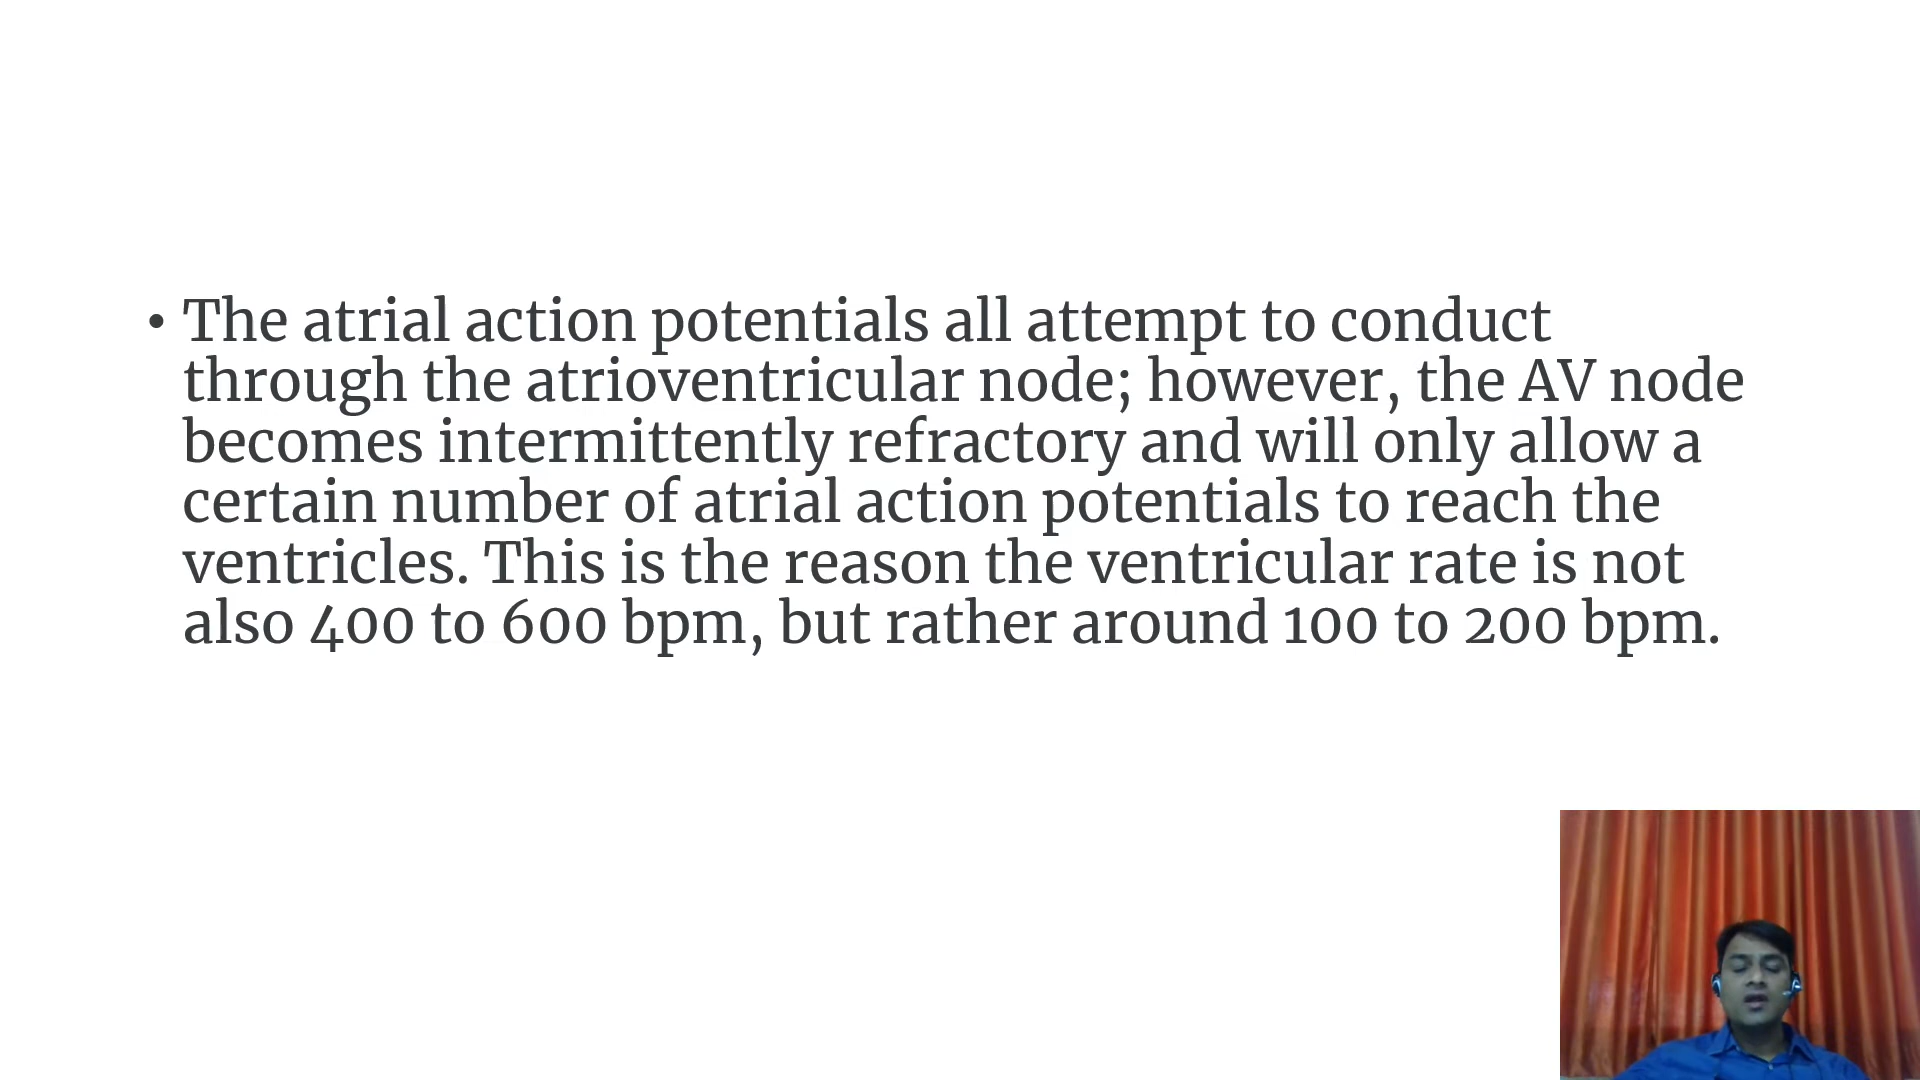 • The atrial action potentials all attempt to conduct
through the atrioventricular node; however, the AV node
becomes intermittently refractory and will only allow a
certain number of atrial action potentials to reach the
ventricles. This is the reason the ventricular rate is not
also 400 to 600 bpm, but rather around 100 to 200 bpm.